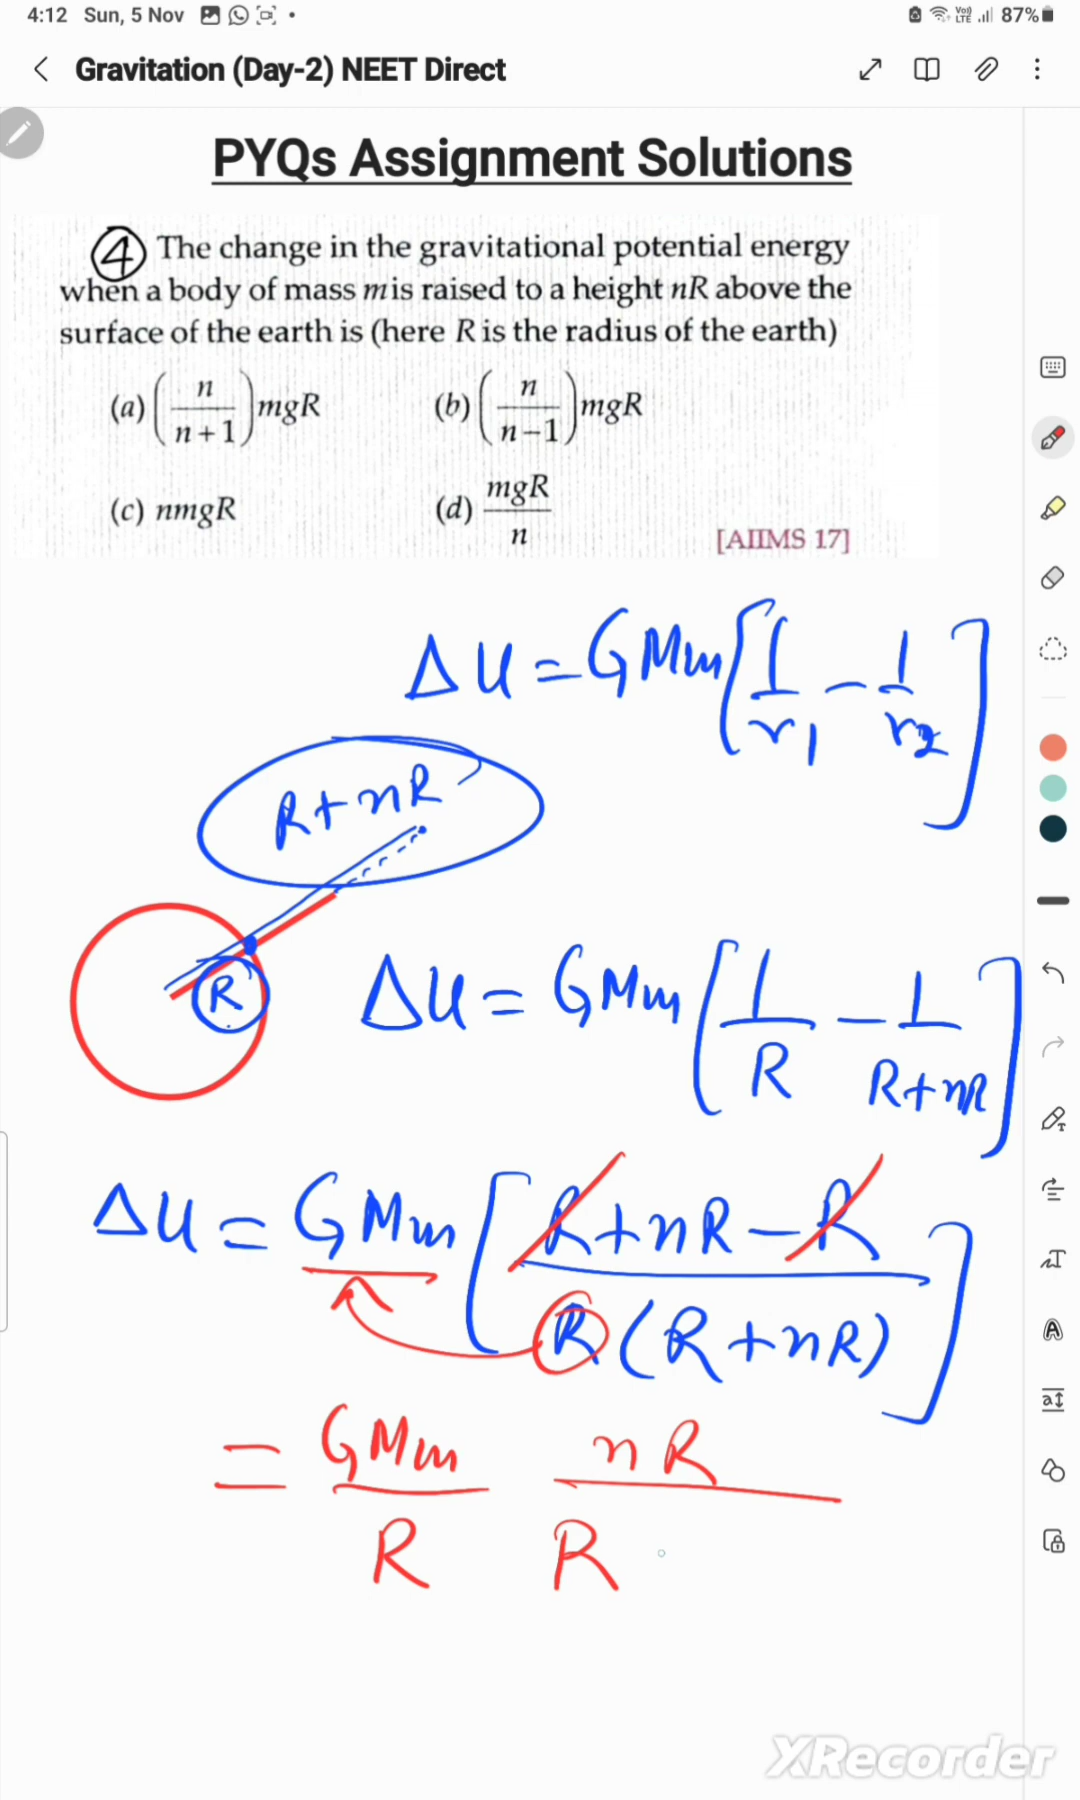 4:12 Sun, 5 Nov
87%
Gravitation (Day-2) NEET Direct
PYQs Assignment Solutions
④ The change in the gravitational potential energy
when a body of mass m is raised to a height nR above the
surface of the earth is (here R is the radius of the earth)
(a) (n/(n+1)) mgR (b) (n/(n−1)) mgR
(c) nmgR (d) mgR/n
[AIIMS 17]
ΔU = GMm [1/r₁ − 1/r₂]
R+nR
R
ΔU = GMm [1/R − 1/(R+nR)]
ΔU = GMm [(R+nR−R)/(R(R+nR))]
= GMm/R nR/R
XRecorder